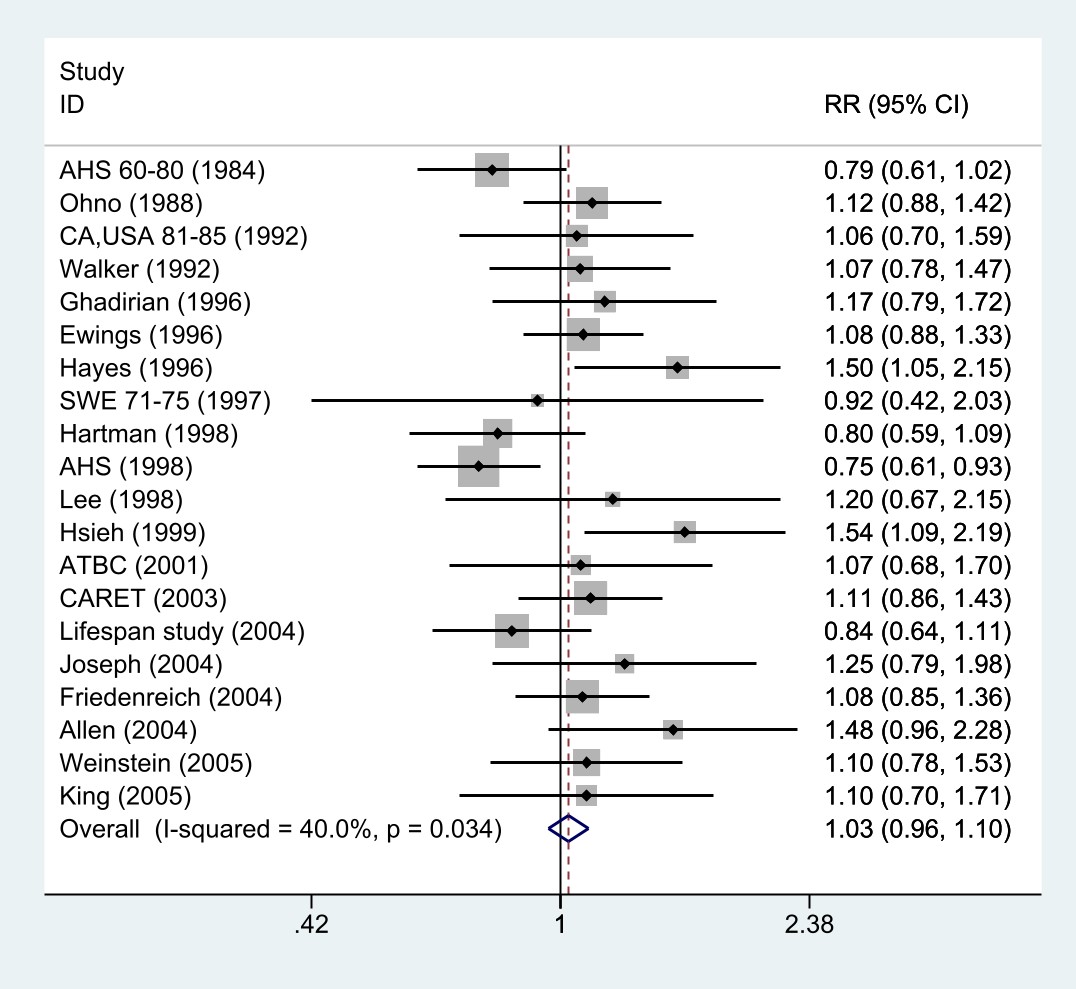 Study
ID RR (95% CI)
AHS 60-80 (1984) 0.79 (0.61, 1.02)
Ohno (1988) 1.12 (0.88, 1.42)
CA,USA 81-85 (1992) 1.06 (0.70, 1.59)
Walker (1992) 1.07 (0.78, 1.47)
Ghadirian (1996) 1.17 (0.79, 1.72)
Ewings (1996) 1.08 (0.88, 1.33)
Hayes (1996) 1.50 (1.05, 2.15)
SWE 71-75 (1997) 0.92 (0.42, 2.03)
Hartman (1998) 0.80 (0.59, 1.09)
AHS (1998) 0.75 (0.61, 0.93)
Lee (1998) 1.20 (0.67, 2.15)
Hsieh (1999) 1.54 (1.09, 2.19)
ATBC (2001) 1.07 (0.68, 1.70)
CARET (2003) 1.11 (0.86, 1.43)
Lifespan study (2004) 0.84 (0.64, 1.11)
Joseph (2004) 1.25 (0.79, 1.98)
Friedenreich (2004) 1.08 (0.85, 1.36)
Allen (2004) 1.48 (0.96, 2.28)
Weinstein (2005) 1.10 (0.78, 1.53)
King (2005) 1.10 (0.70, 1.71)
Overall (I-squared = 40.0%, p = 0.034) 1.03 (0.96, 1.10)
.42 1 2.38